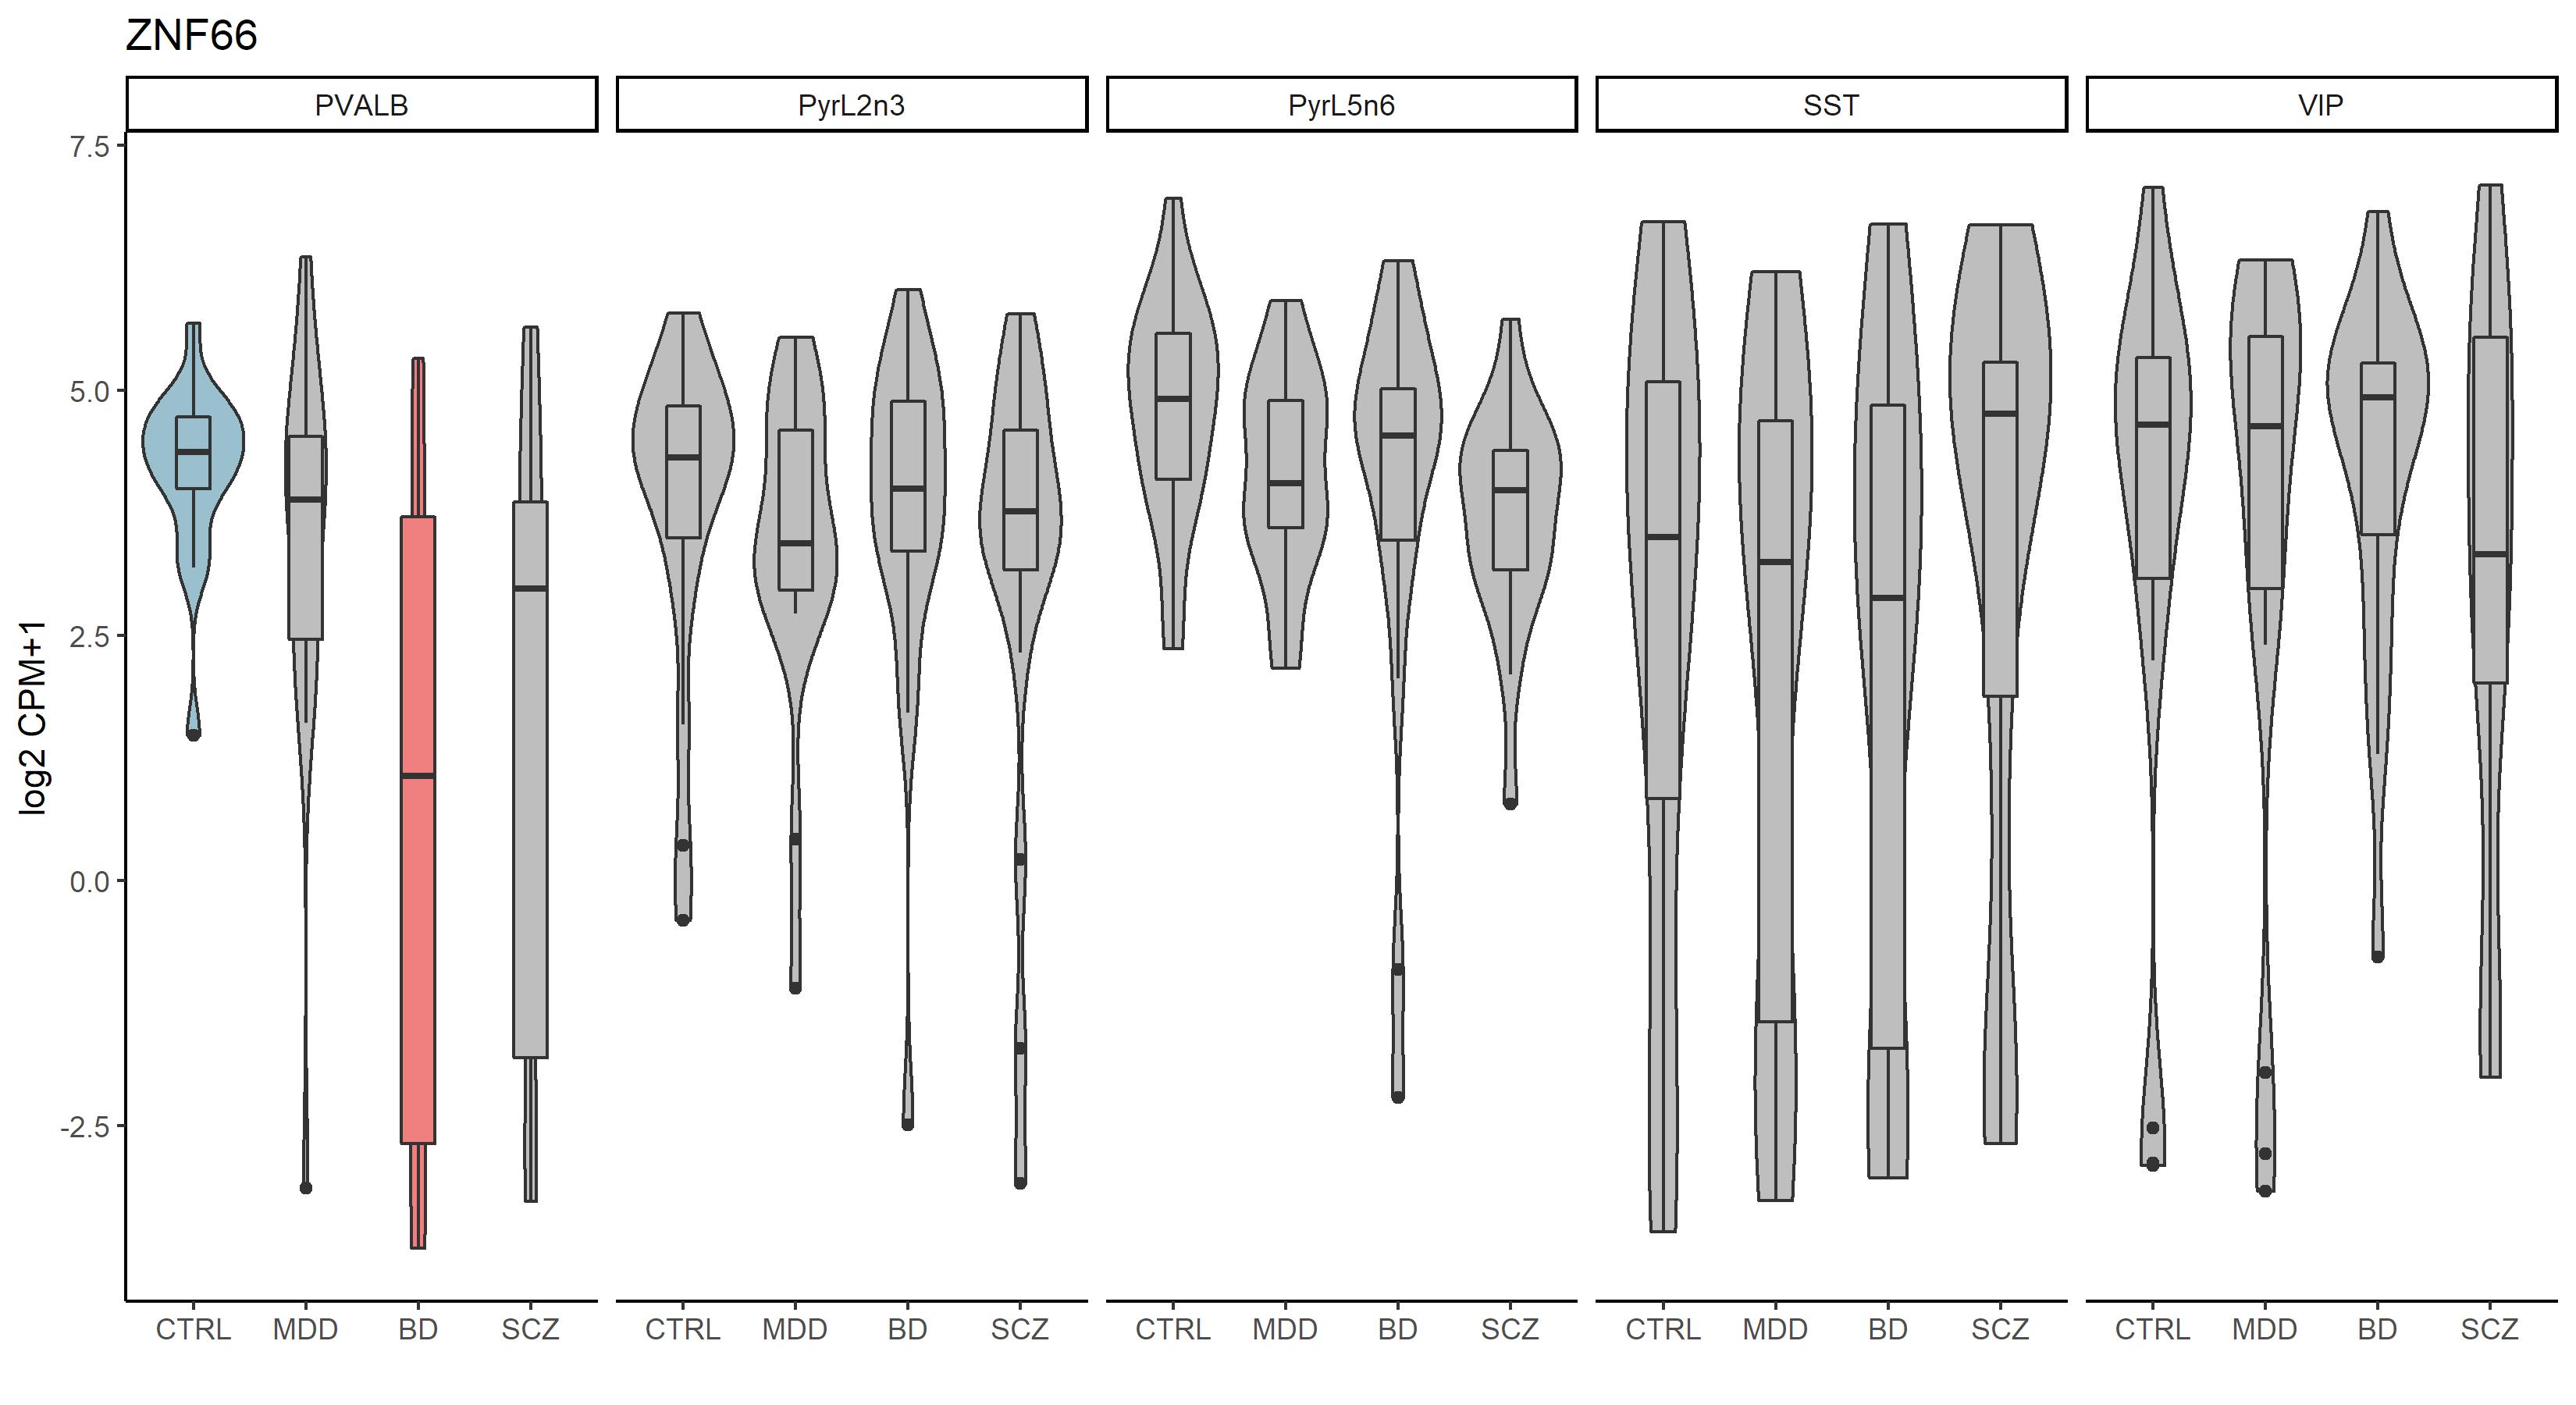 ZNF66
PVALB PyrL2n3 PyrL5n6 SST VIP
7.5
5.0
2.5
0.0
-2.5
log2 CPM+1
CTRL MDD BD SCZ CTRL MDD BD SCZ CTRL MDD BD SCZ CTRL MDD BD SCZ CTRL MDD BD SCZ